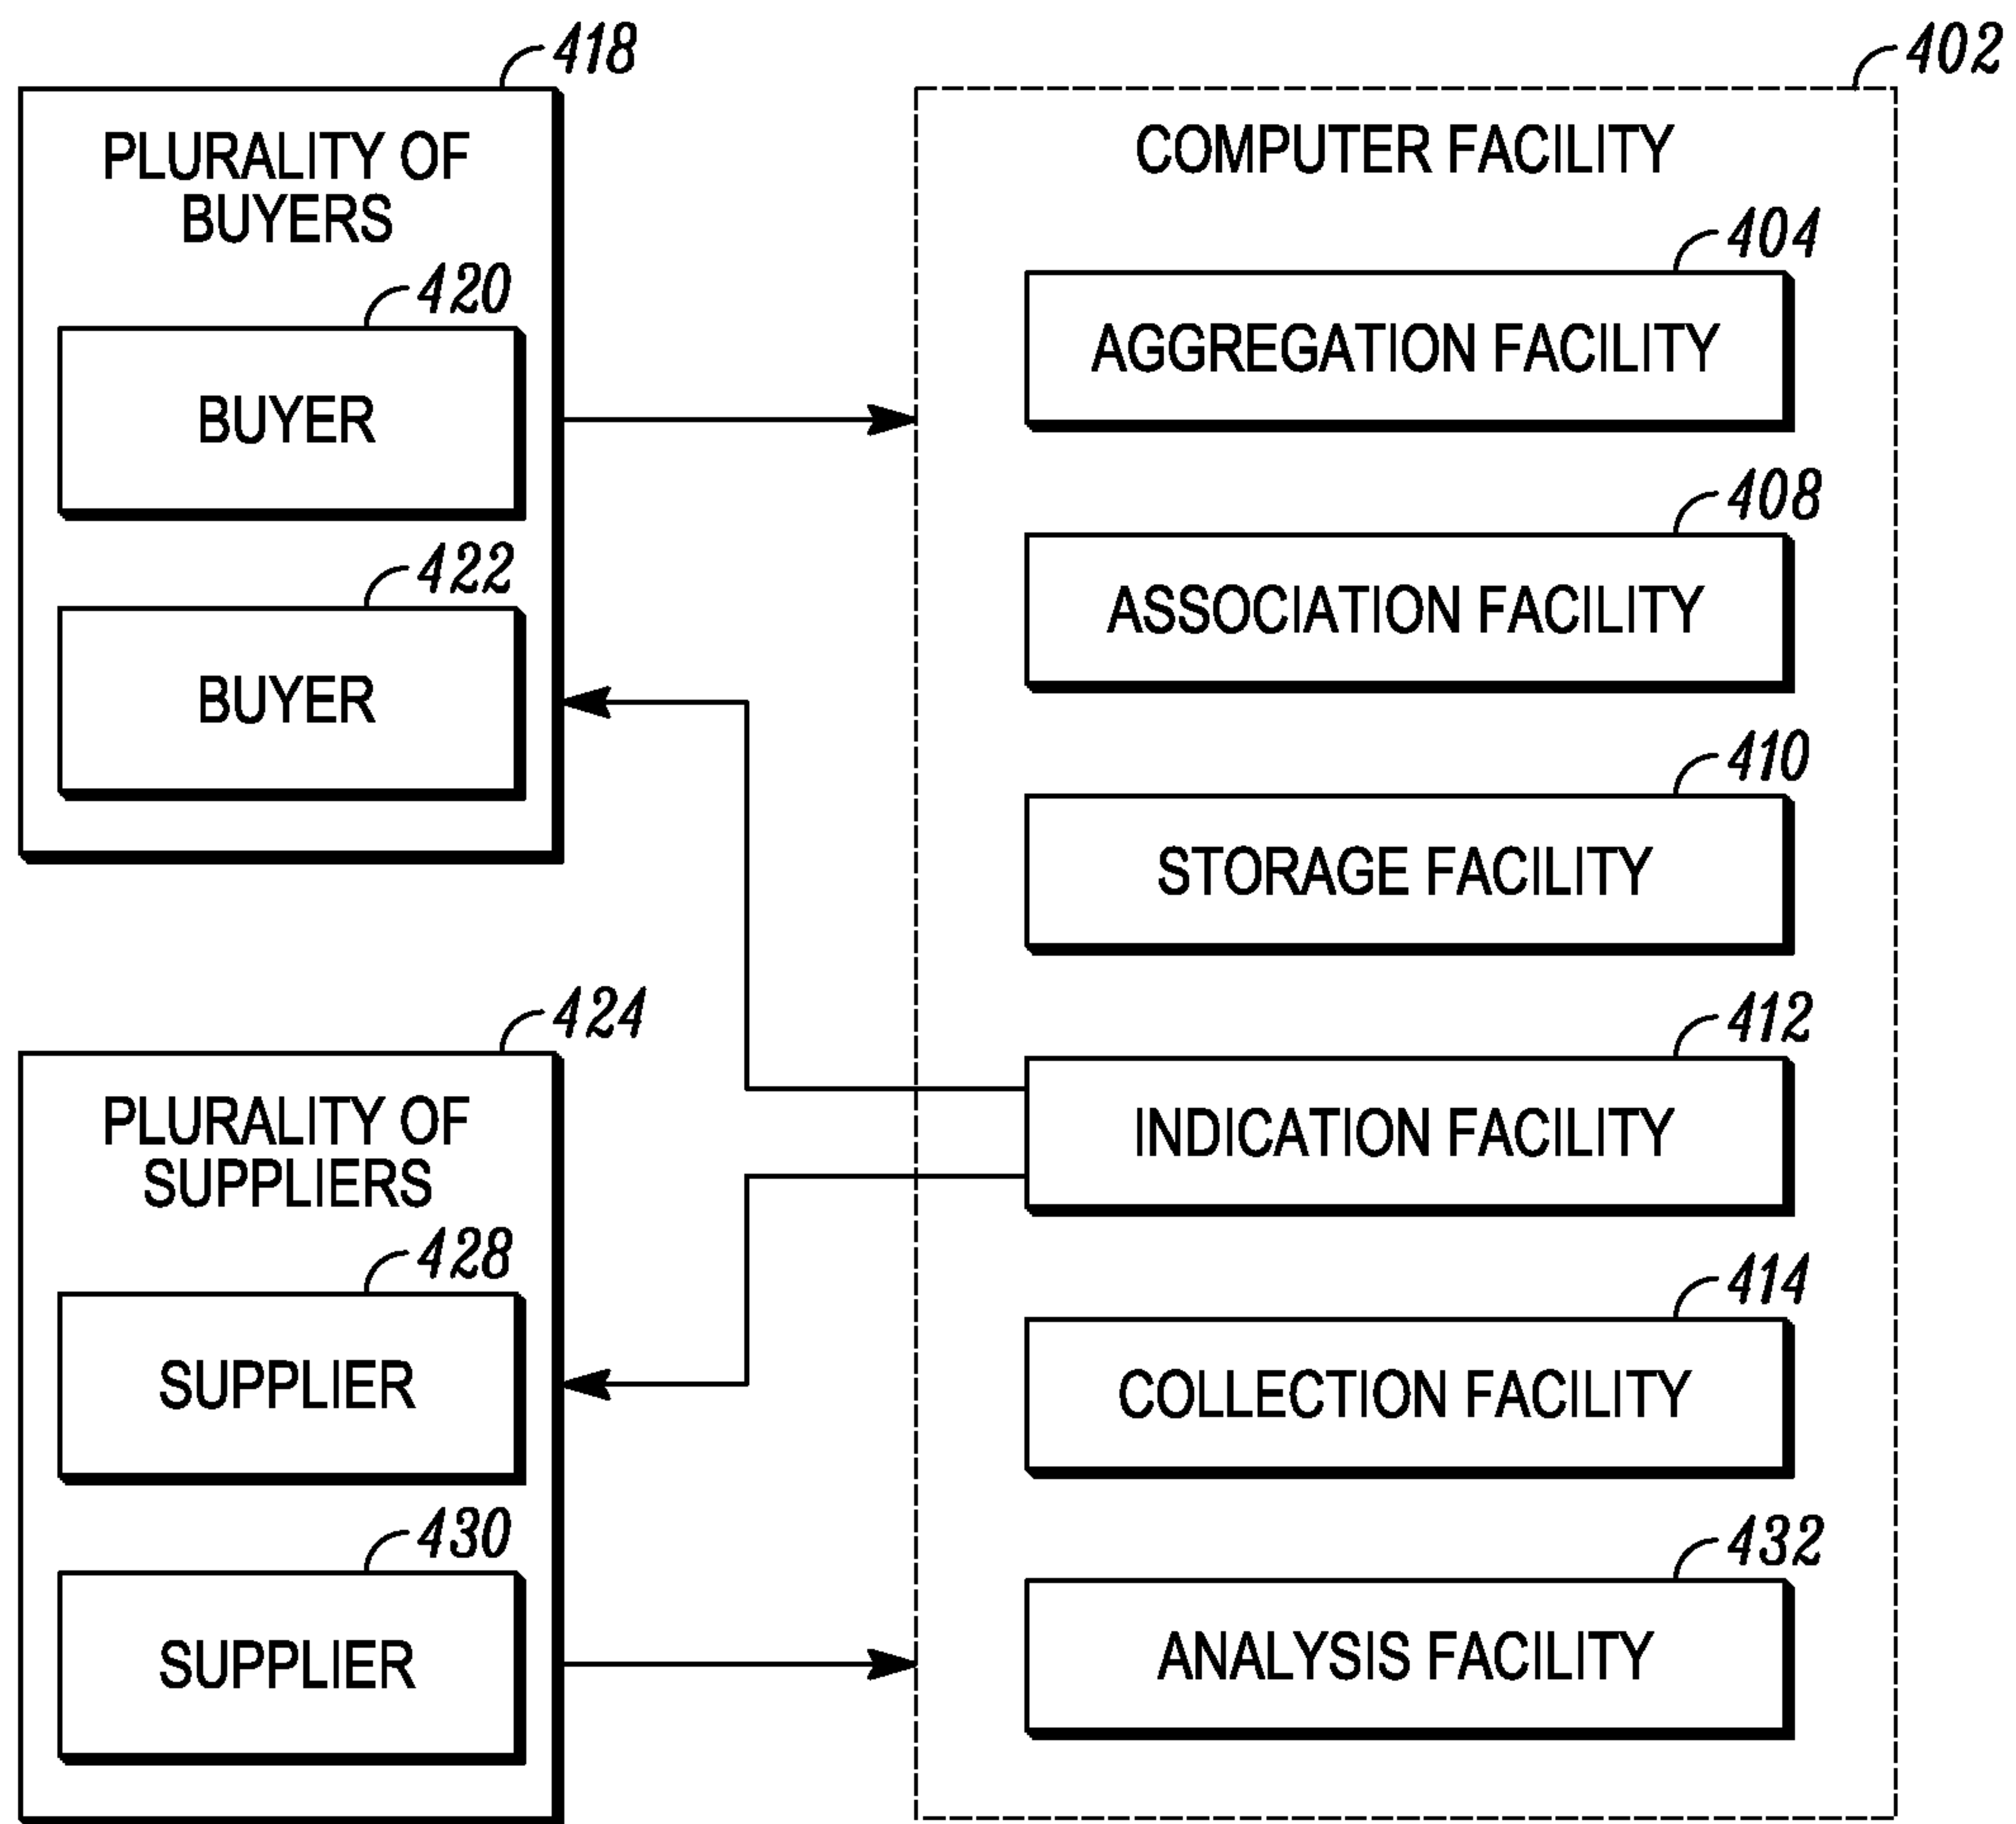 418
PLURALITY OF
BUYERS
420
BUYER
422
BUYER
424
PLURALITY OF
SUPPLIERS
428
SUPPLIER
430
SUPPLIER
402
COMPUTER FACILITY
404
AGGREGATION FACILITY
408
ASSOCIATION FACILITY
410
STORAGE FACILITY
412
INDICATION FACILITY
414
COLLECTION FACILITY
432
ANALYSIS FACILITY